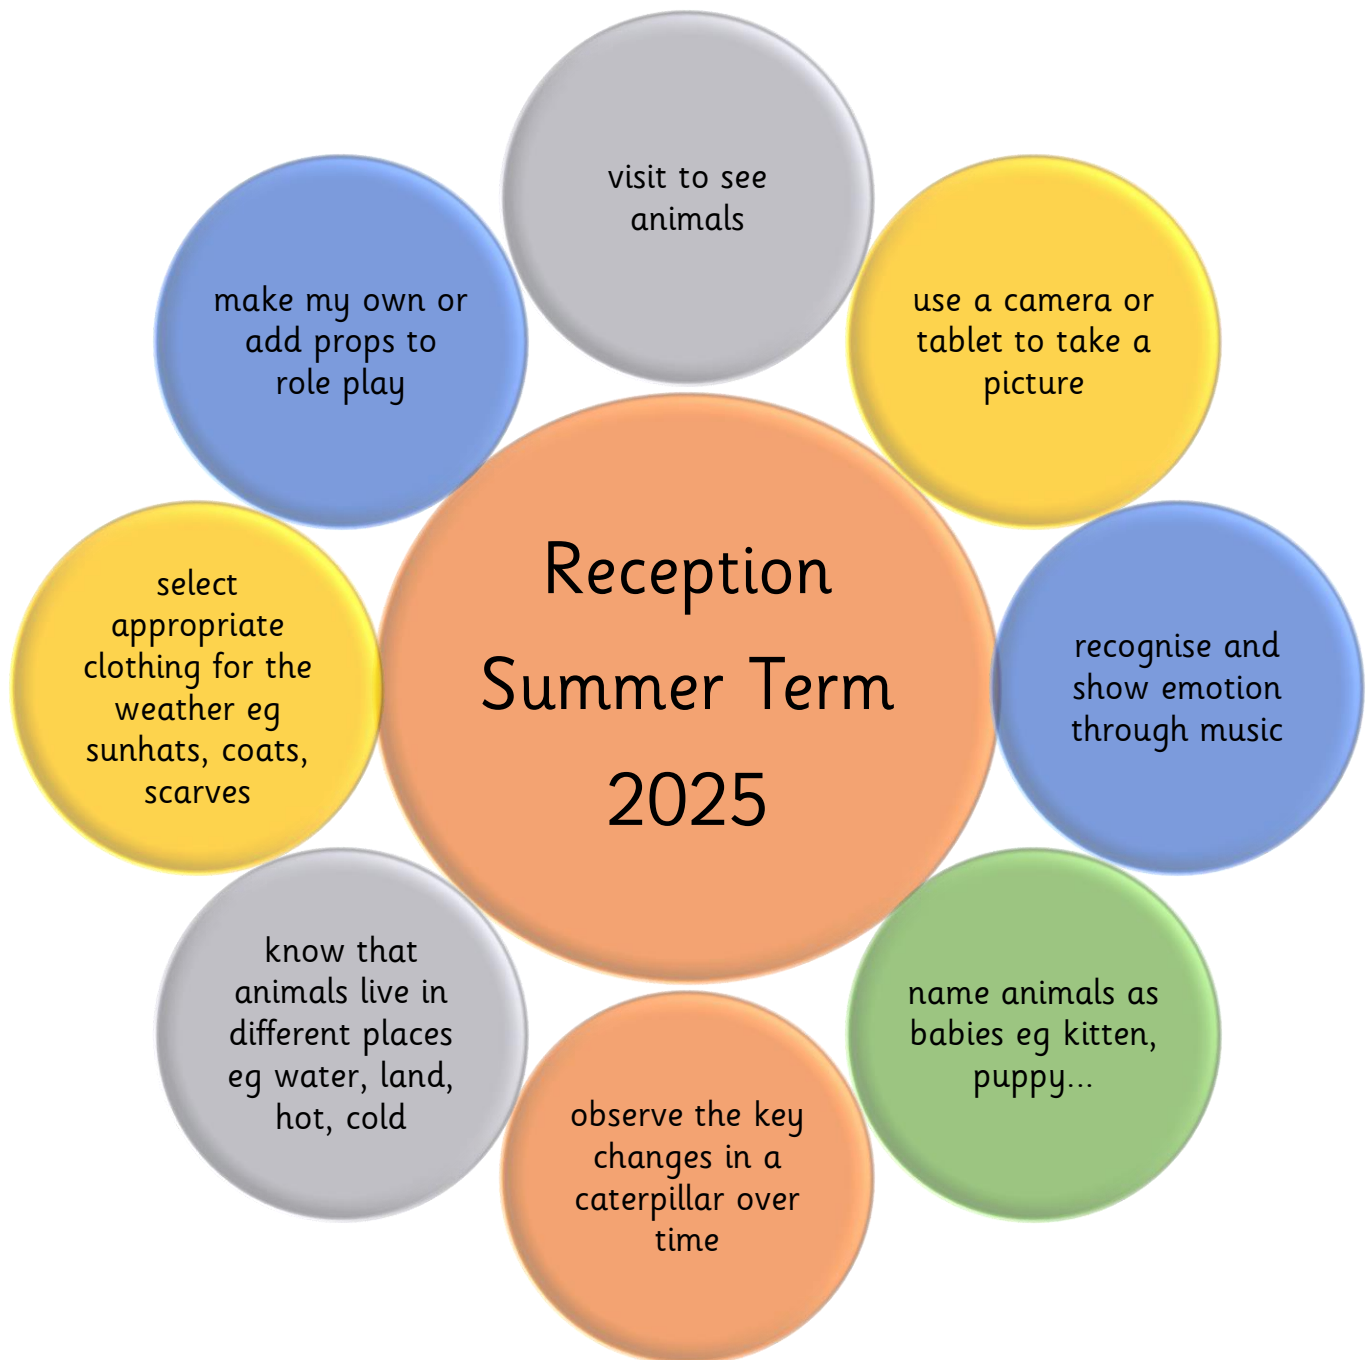 visit to see
animals
use a camera or
tablet to take a
picture
recognise and
show emotion
through music
name animals as
babies eg kitten,
puppy...
observe the key
changes in a
caterpillar over
time
know that
animals live in
different places
eg water, land,
hot, cold
select
appropriate
clothing for the
weather eg
sunhats, coats,
scarves
make my own or
add props to
role play
Reception
Summer Term
2025